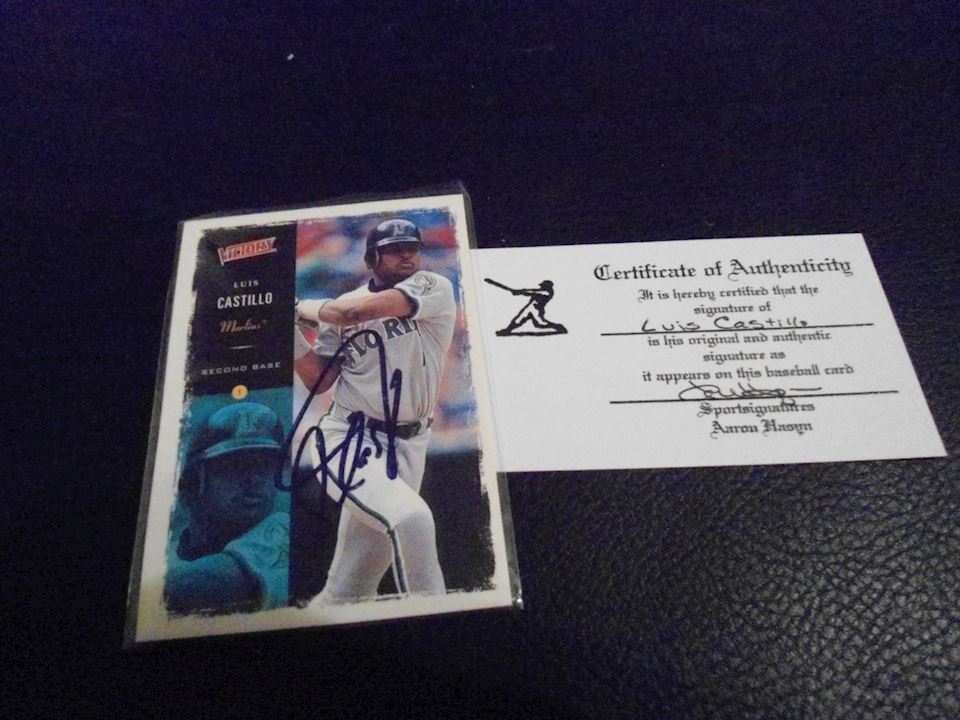 VICTORY
LUIS
CASTILLO
Marlins
SECOND BASE
1
FLORI
F
Certificate of Authenticity
It is hereby certified that the
signature of
Luis Castillo
is his original and authentic
signature as
it appears on this baseball card
Sportsignatures
Aaron Hasyn